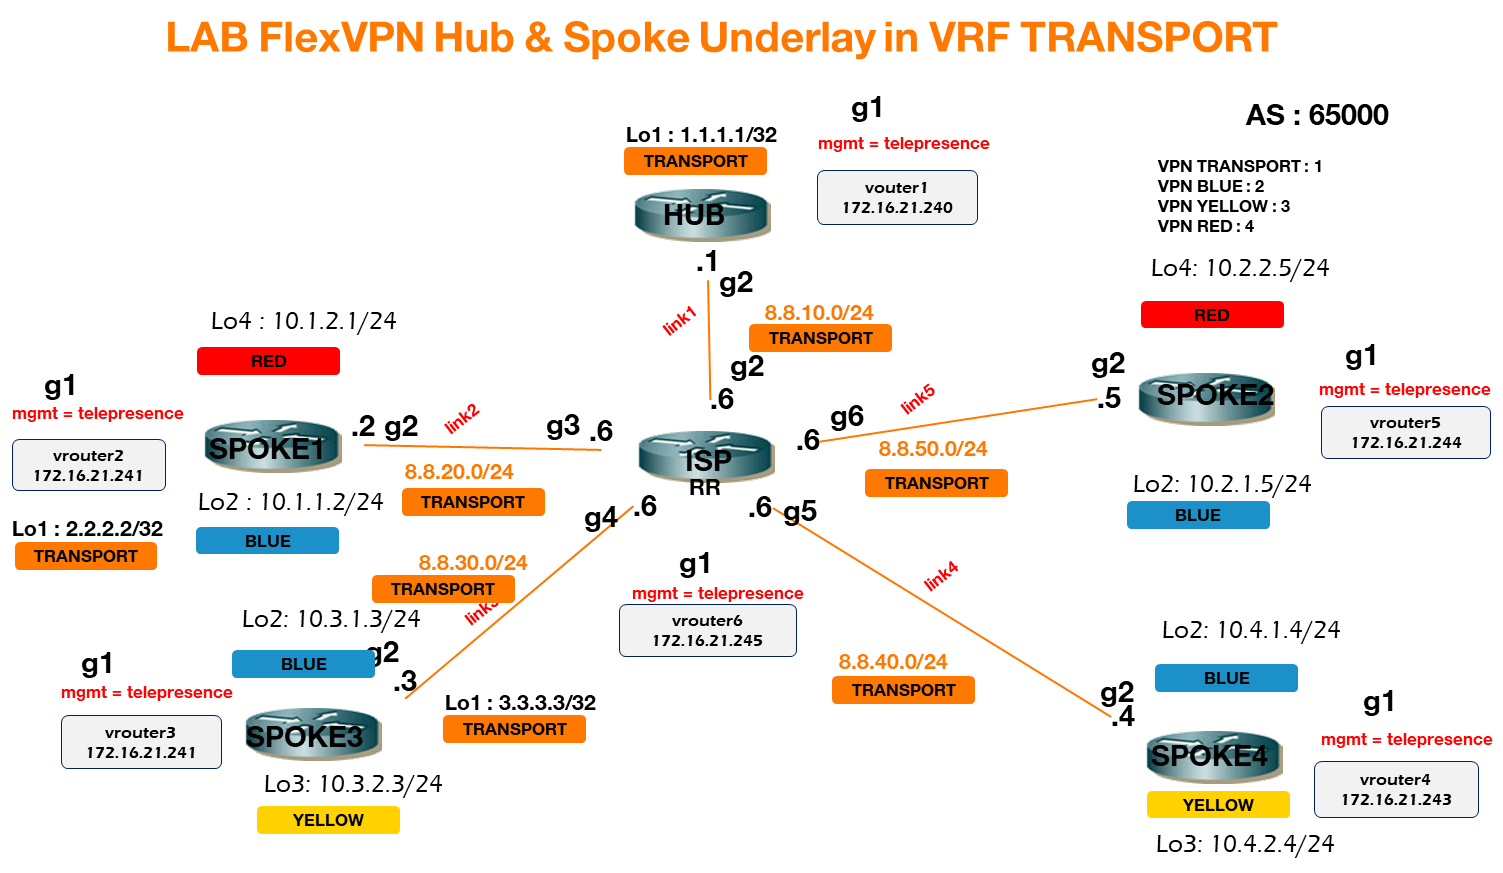 LAB FlexVPN Hub & Spoke Underlay in VRF TRANSPORT
g1
mgmt = telepresence
Lo1 : 1.1.1.1/32
TRANSPORT
vouter1
172.16.21.240
HUB
.1
g2
link1
8.8.10.0/24
TRANSPORT
g2
.6
AS : 65000
VPN TRANSPORT : 1
VPN BLUE : 2
VPN YELLOW : 3
VPN RED : 4
Lo4: 10.2.2.5/24
RED
g2
.5
SPOKE2
g1
mgmt = telepresence
vrouter5
172.16.21.244
Lo2: 10.2.1.5/24
BLUE
link5
g6
.6
8.8.50.0/24
TRANSPORT
Lo4 : 10.1.2.1/24
RED
g1
mgmt = telepresence
vrouter2
172.16.21.241
SPOKE1
.2 g2
link2
g3 .6
8.8.20.0/24
TRANSPORT
Lo2 : 10.1.1.2/24
BLUE
Lo1 : 2.2.2.2/32
TRANSPORT
ISP
RR
.6
g4
.6 g5
g1
mgmt = telepresence
vrouter6
172.16.21.245
8.8.30.0/24
TRANSPORT
link3
Lo2: 10.3.1.3/24
BLUE
g2
.3
g1
mgmt = telepresence
vrouter3
172.16.21.241
SPOKE3
Lo1 : 3.3.3.3/32
TRANSPORT
Lo3: 10.3.2.3/24
YELLOW
link4
8.8.40.0/24
TRANSPORT
Lo2: 10.4.1.4/24
BLUE
g2
.4
g1
mgmt = telepresence
vrouter4
172.16.21.243
SPOKE4
YELLOW
Lo3: 10.4.2.4/24